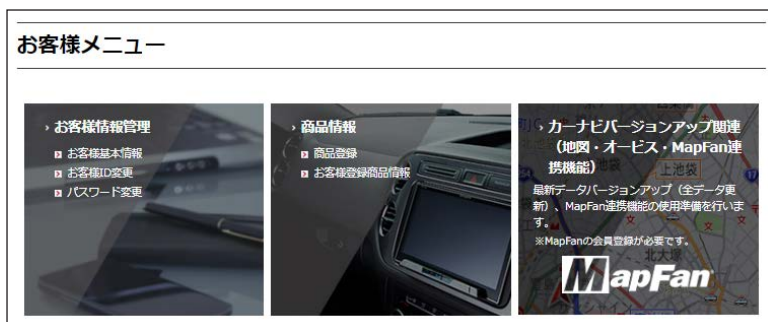 お客様メニュー
› お客様情報管理
お客様基本情報
お客様ID変更
パスワード変更
› 商品情報
商品登録
お客様登録商品情報
› カーナビバージョンアップ関連
（地図・オービス・MapFan連
携機能）
最新データバージョンアップ（全データ更
新）、MapFan連携機能の使用準備を行いま
す。
※MapFanの会員登録が必要です。
MapFan
上池袋
北大塚